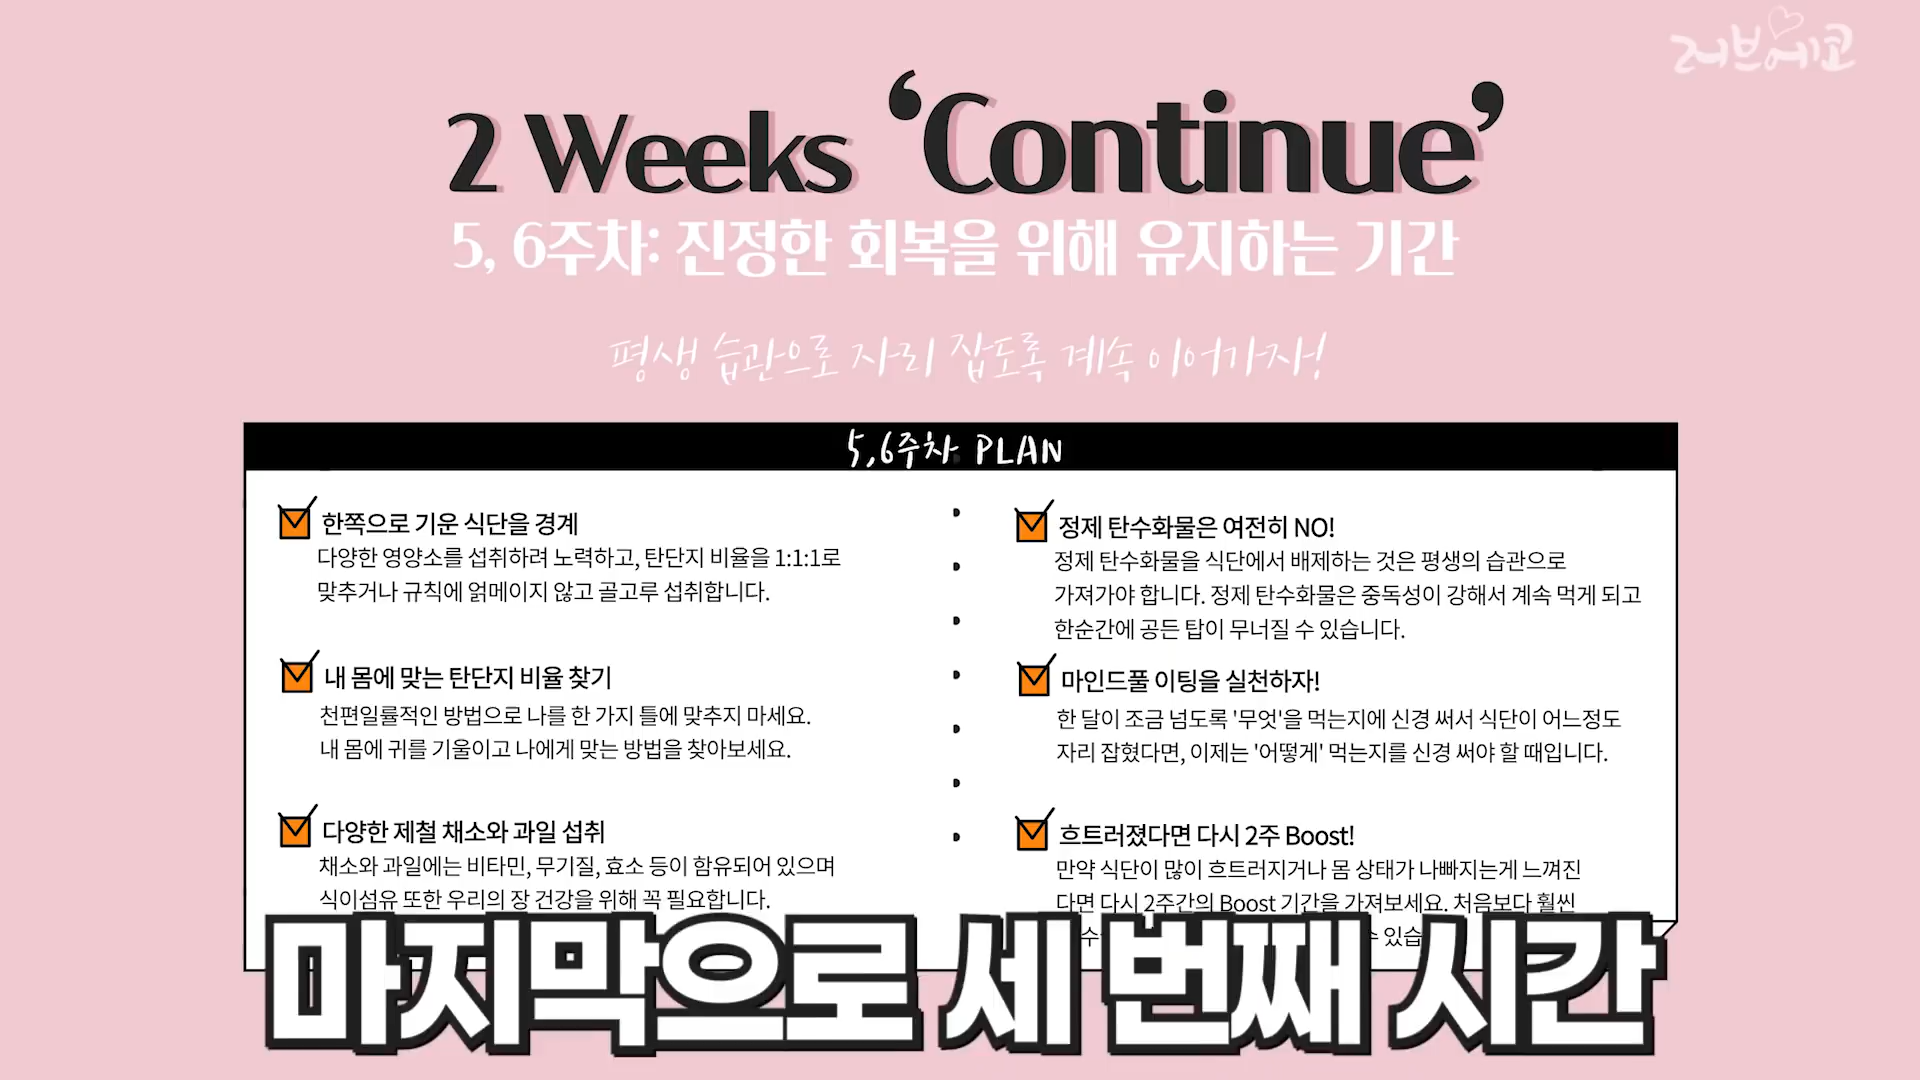 러브에코
2 Weeks ‘Continue’
5, 6주차: 진정한 회복을 위해 유지하는 기간
평생 습관으로 자리 잡도록 계속 이어가자!
5,6주차 PLAN
한쪽으로 기운 식단을 경계
다양한 영양소를 섭취하려 노력하고, 탄단지 비율을 1:1:1로
맞추거나 규칙에 얽메이지 않고 골고루 섭취합니다.
내 몸에 맞는 탄단지 비율 찾기
천편일률적인 방법으로 나를 한 가지 틀에 맞추지 마세요.
내 몸에 귀를 기울이고 나에게 맞는 방법을 찾아보세요.
다양한 제철 채소와 과일 섭취
채소와 과일에는 비타민, 무기질, 효소 등이 함유되어 있으며
식이섬유 또한 우리의 장 건강을 위해 꼭 필요합니다.
정제 탄수화물은 여전히 NO!
정제 탄수화물을 식단에서 배제하는 것은 평생의 습관으로
가져가야 합니다. 정제 탄수화물은 중독성이 강해서 계속 먹게 되고
한순간에 공든 탑이 무너질 수 있습니다.
마인드풀 이팅을 실천하자!
한 달이 조금 넘도록 '무엇'을 먹는지에 신경 써서 식단이 어느정도
자리 잡혔다면, 이제는 '어떻게' 먹는지를 신경 써야 할 때입니다.
흐트러졌다면 다시 2주 Boost!
만약 식단이 많이 흐트러지거나 몸 상태가 나빠지는게 느껴진
다면 다시 2주간의 Boost 기간을 가져보세요. 처음보다 훨씬
마지막으로 세 번째 시간